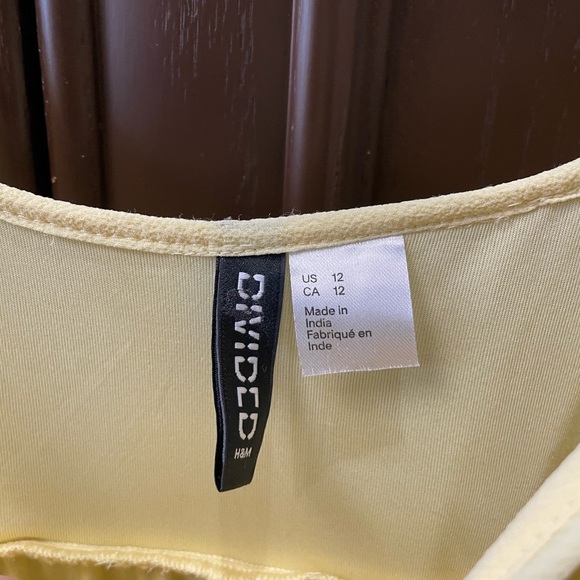 DIVIDED
H&M
US 12
CA 12
Made in
India
Fabriqué en
Inde